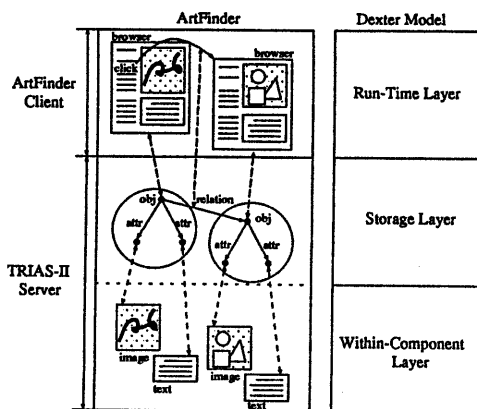 ArtFinder
Dexter Model
browser
click
browser
ArtFinder
Client
Run-Time Layer
obj
relation
obj
attr
attr
attr
attr
Storage Layer
TRIAS-II
Server
image
text
image
text
Within-Component
Layer